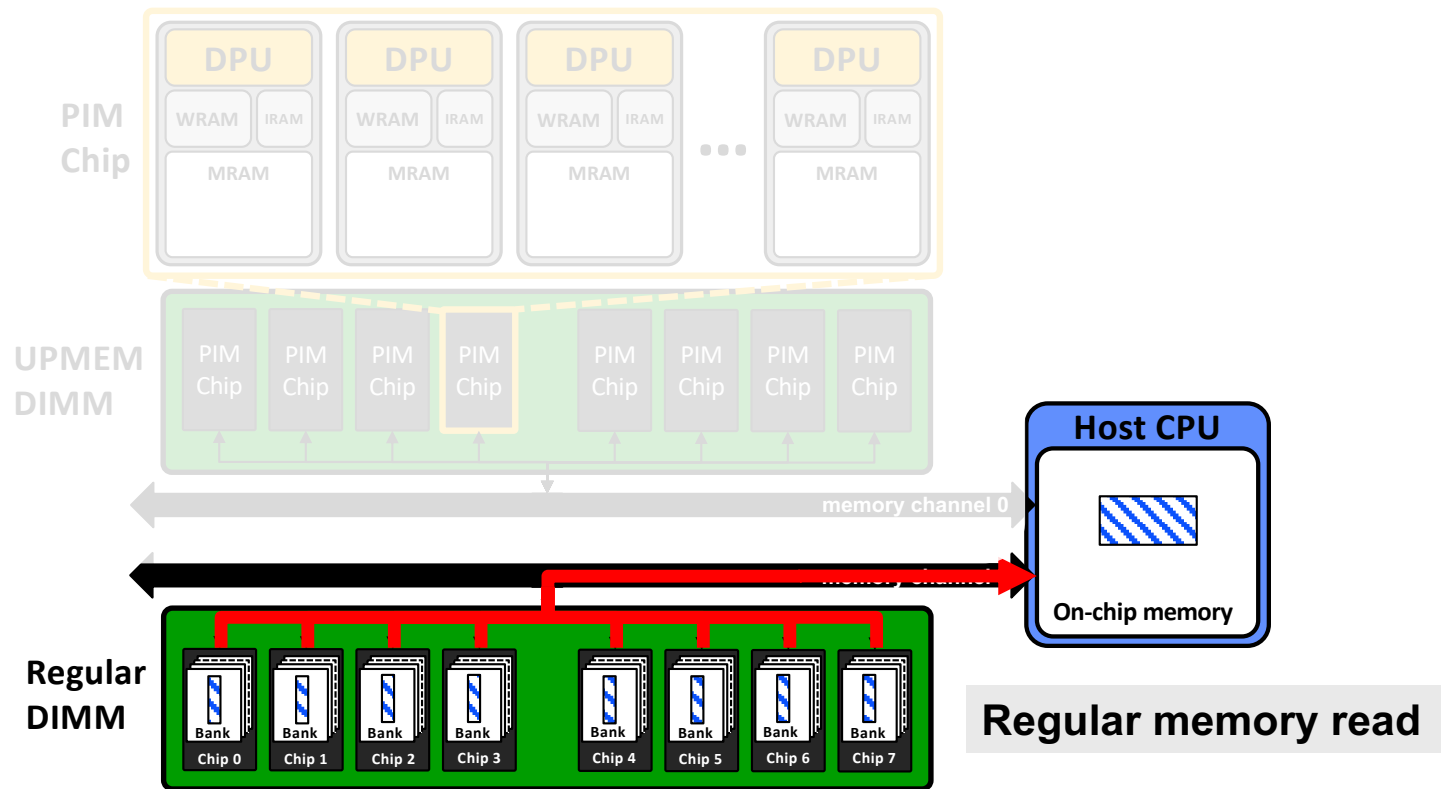 DPU DPU DPU DPU
PIM
Chip
WRAM IRAM WRAM IRAM WRAM IRAM WRAM IRAM
...
MRAM MRAM MRAM MRAM
UPMEM
DIMM
PIM
Chip
PIM
Chip
PIM
Chip
PIM
Chip
PIM
Chip
PIM
Chip
PIM
Chip
PIM
Chip
Host CPU
On-chip memory
memory channel 0
memory channel
Regular
DIMM
Bank Bank Bank Bank Bank Bank Bank Bank
Chip 0 Chip 1 Chip 2 Chip 3 Chip 4 Chip 5 Chip 6 Chip 7
Regular memory read